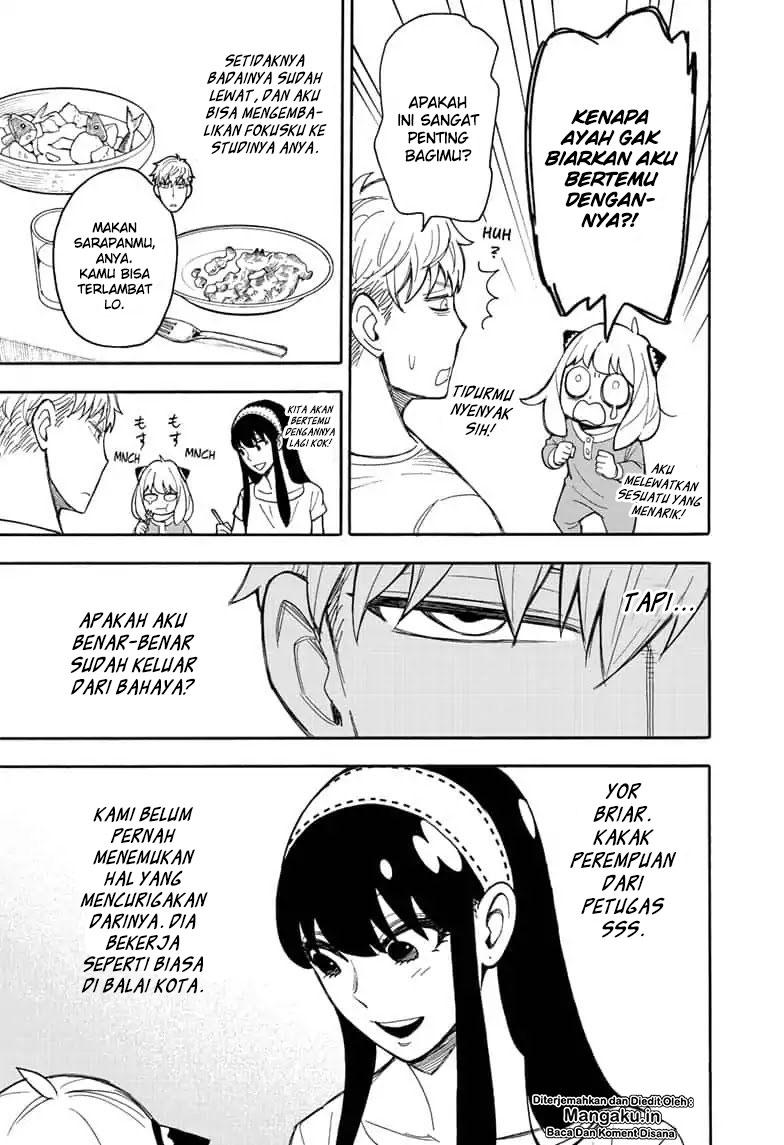 KENAPA
AYAH GAK
BIARKAN AKU
BERTEMU
DENGAN-
NYA?!
APAKAH
INI SANGAT
PENTING
BAGIMU?
HUH
?
TIDURMU
NYENYAK
SIH!
AKU
MELEWATKAN
SESUATU YANG
MENARIK!
SETIDAKNYA
BADAINYA SUDAH
LEWAT, DAN AKU
BISA MENGEMBA-
LIKAN FOKUSKU KE
STUDINYA ANYA.
MAKAN
SARAPANMU,
ANYA.
KAMU BISA
TERLAMBAT
LO.
KITA AKAN
BERTEMU
DENGANNYA
LAGI KOK!
もす
MNCH
もす
MNCH
TAPI...
APAKAH AKU
BENAR-BENAR
SUDAH KELUAR
DARI BAHAYA?
YOR
BRIAR.
KAKAK
PEREMPUAN
DARI
PETUGAS
SSS.
KAMI BELUM
PERNAH
MENEMUKAN
HAL YANG
MENCURIGAKAN
DARINYA. DIA
BEKERJA
SEPERTI BIASA
DI BALAI KOTA.
Diterjemahkan dan Diedit Oleh:
Mangaku.in
Baca Dan Koment Disana